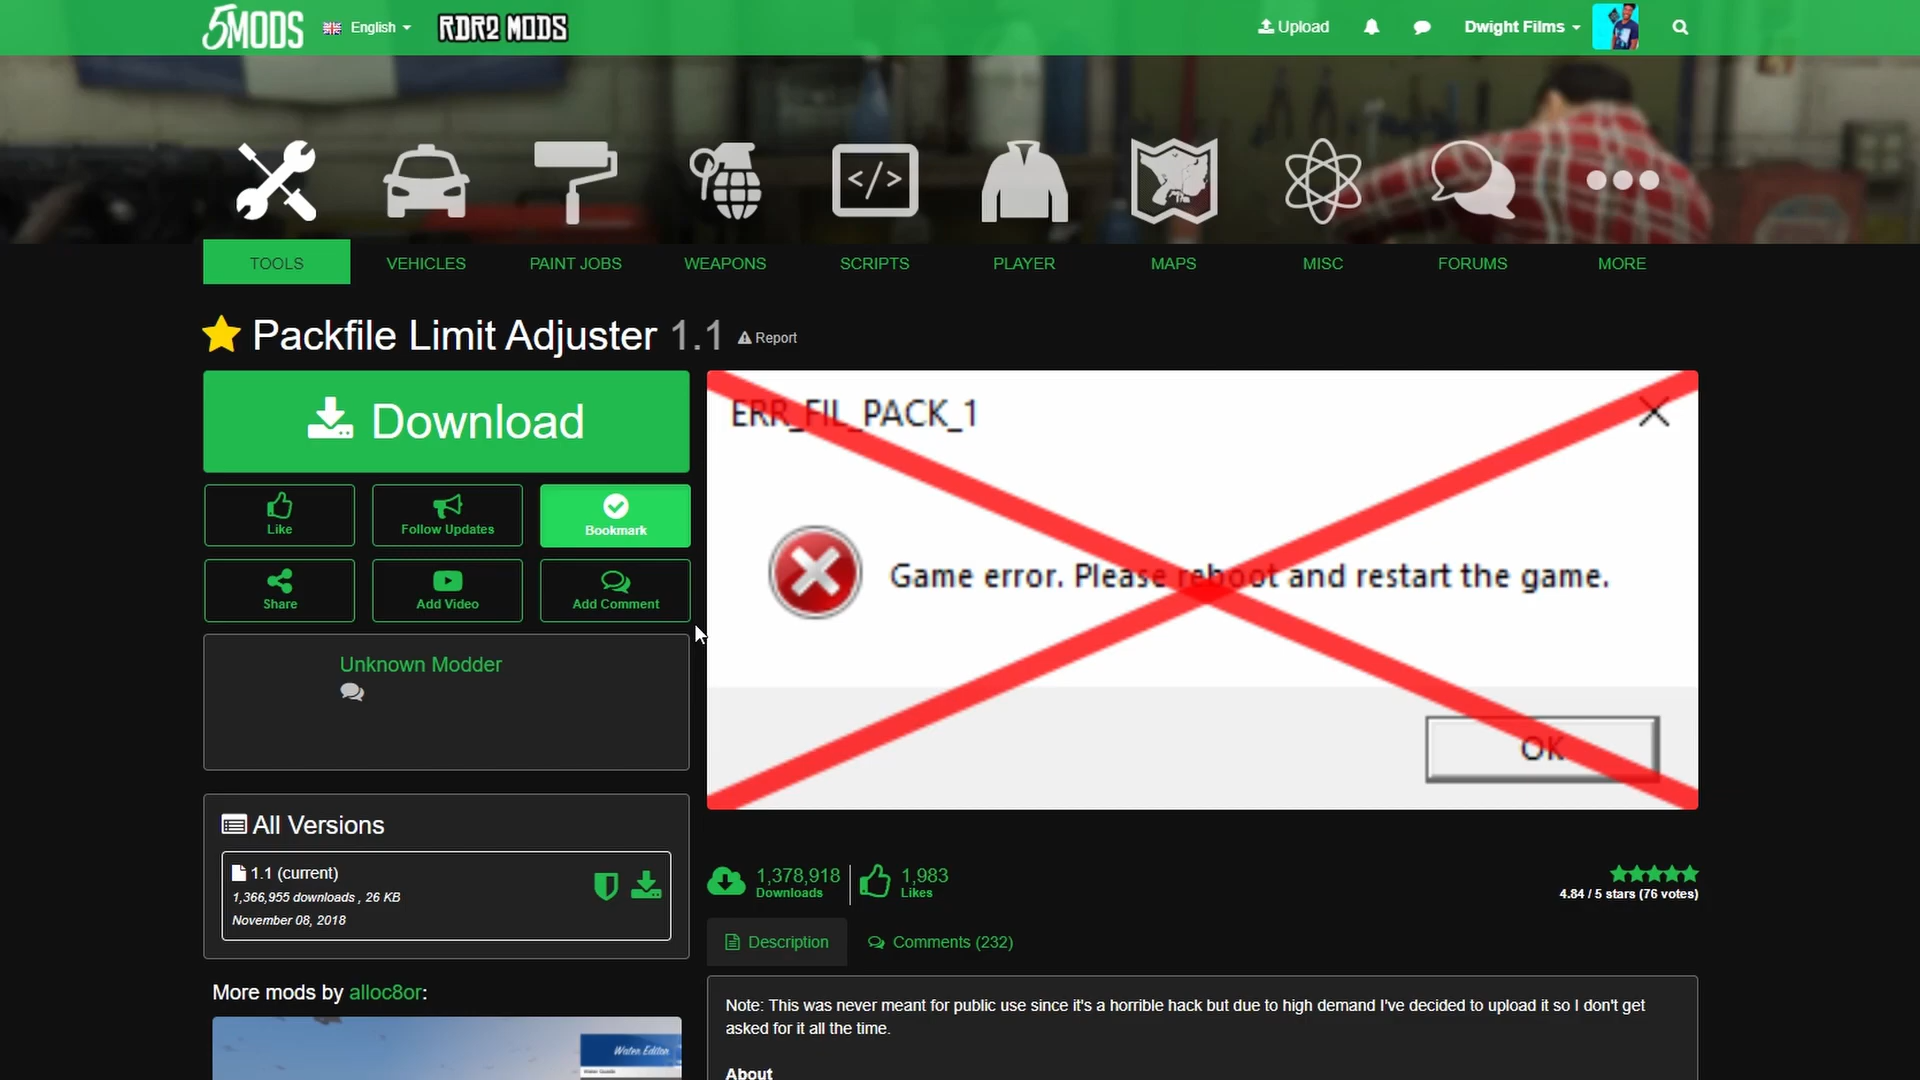 5MODS
English
RDR2 MODS
Upload
Dwight Films
</>
TOOLS
VEHICLES
PAINT JOBS
WEAPONS
SCRIPTS
PLAYER
MAPS
MISC
FORUMS
MORE
Packfile Limit Adjuster 1.1
Report
Download
Like
Follow Updates
Bookmark
Share
Add Video
Add Comment
Unknown Modder
All Versions
1.1 (current)
1,366,955 downloads , 26 KB
November 08, 2018
More mods by alloc8or:
Water Editor
ERR_FIL_PACK_1
Game error. Please reboot and restart the game.
OK
1,378,918
Downloads
1,983
Likes
4.84 / 5 stars (76 votes)
Description
Comments (232)
Note: This was never meant for public use since it's a horrible hack but due to high demand I've decided to upload it so I don't get
asked for it all the time.
About